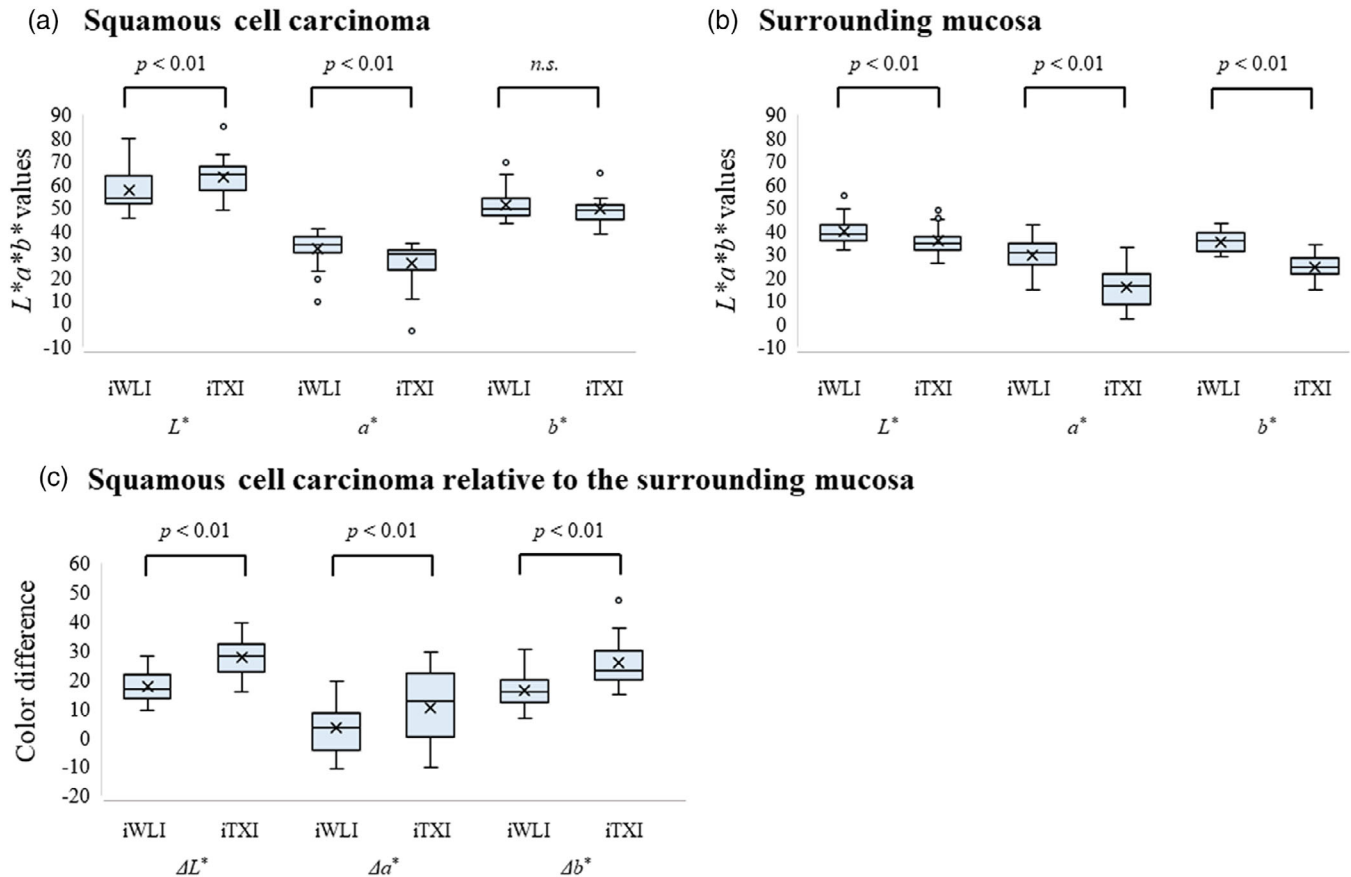 (a) Squamous cell carcinoma
p < 0.01 p < 0.01 n.s.
L*a*b* values
90
80
70
60
50
40
30
20
10
0
-10
iWLI iTXI iWLI iTXI iWLI iTXI
L* a* b*
(b) Surrounding mucosa
p < 0.01 p < 0.01 p < 0.01
L*a*b* values
90
80
70
60
50
40
30
20
10
0
-10
iWLI iTXI iWLI iTXI iWLI iTXI
L* a* b*
(c) Squamous cell carcinoma relative to the surrounding mucosa
p < 0.01 p < 0.01 p < 0.01
Color difference
60
50
40
30
20
10
0
-10
-20
iWLI iTXI iWLI iTXI iWLI iTXI
ΔL* Δa* Δb*